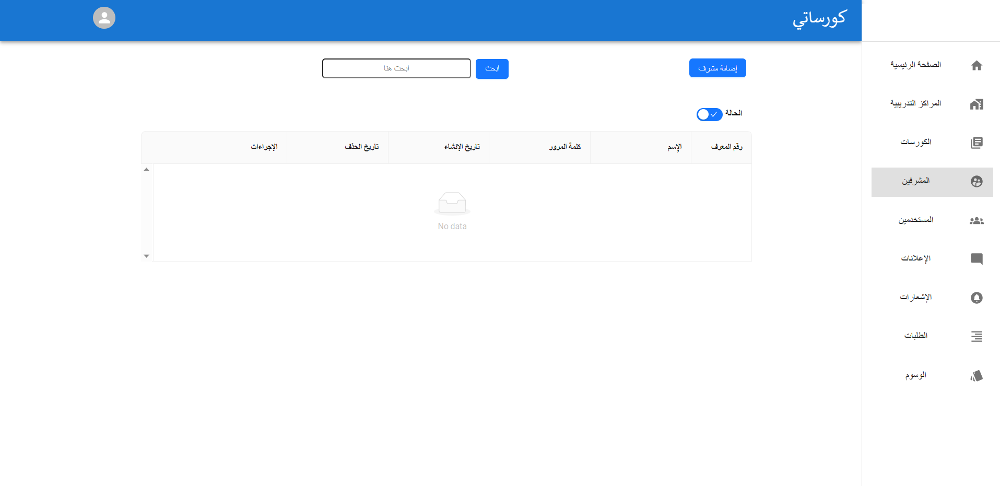 كورساتي
الصفحة الرئيسية
المراكز التدريبية
الكورسات
المشرفين
المستخدمين
الإعلانات
الإشعارات
الطلبات
الوسوم
إضافة مشرف
ابحث
ابحث هنا
الحالة
رقم المعرف
الإسم
كلمة المرور
تاريخ الإنشاء
تاريخ الحذف
الإجراءات
No data